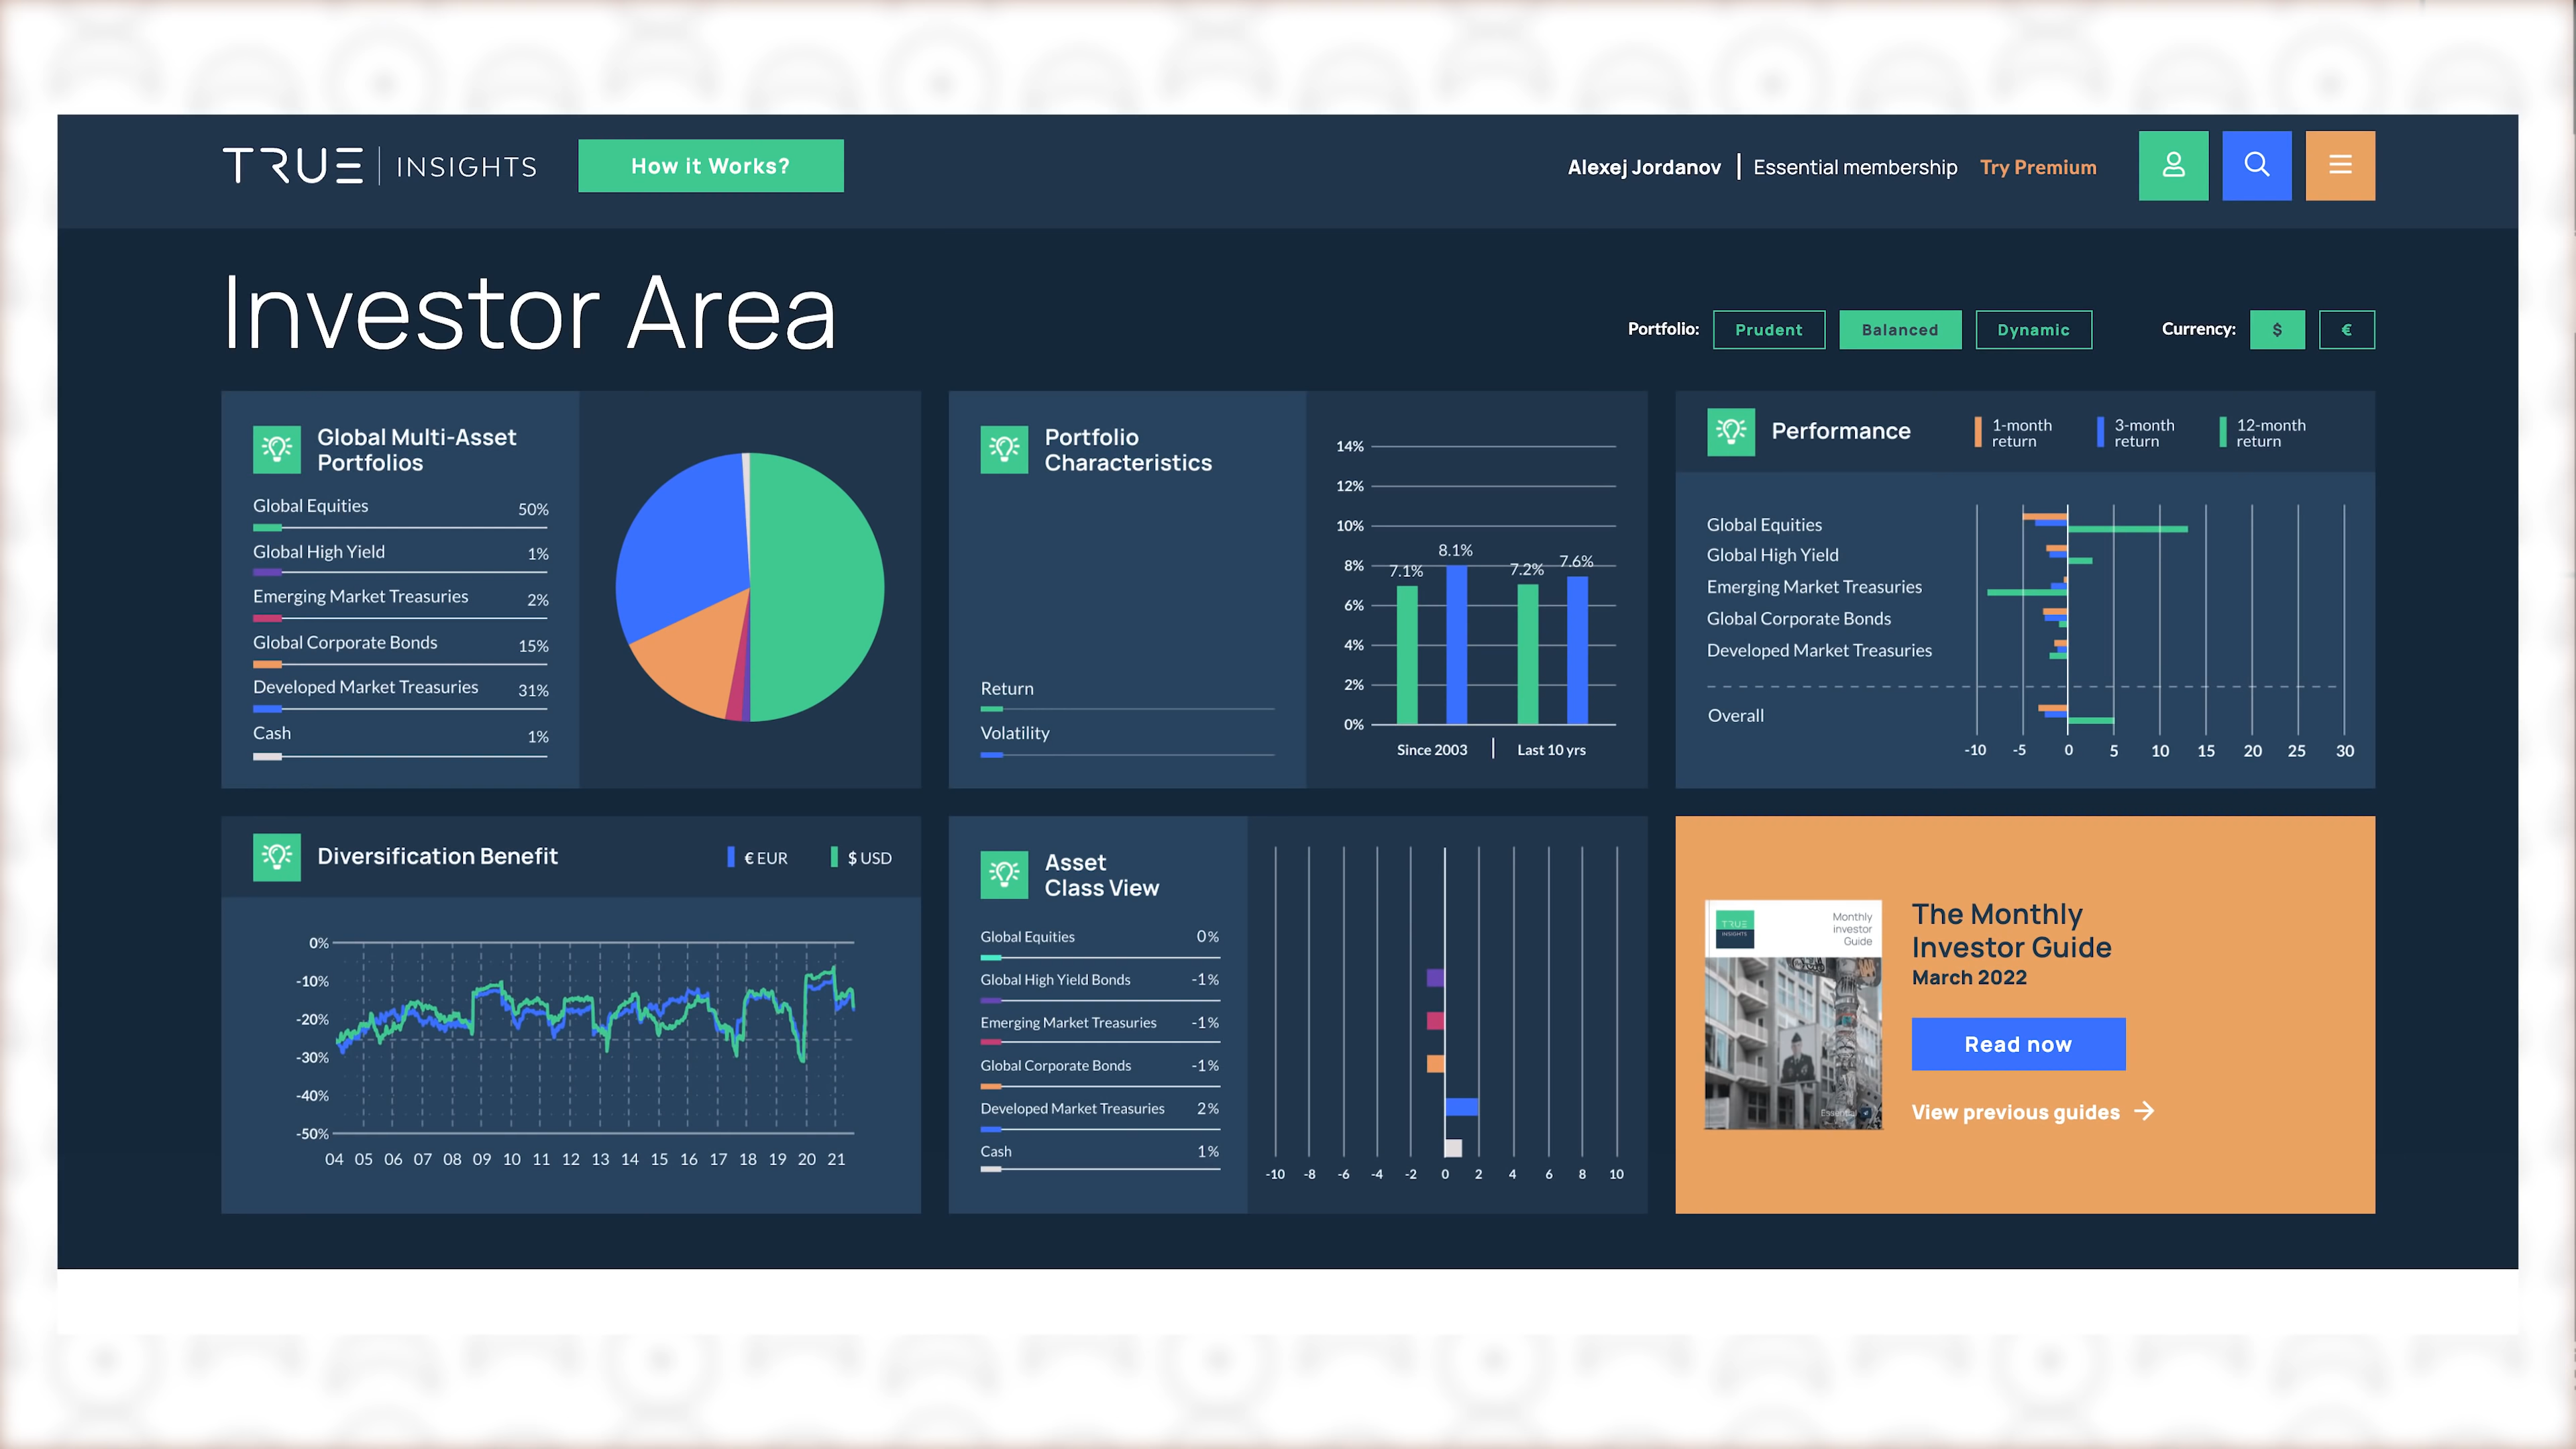 TRUE | INSIGHTS
How it Works?
Alexej Jordanov | Essential membership Try Premium
Investor Area
Portfolio: Prudent Balanced Dynamic
Currency: $ €
Global Multi-Asset
Portfolios
Global Equities 50%
Global High Yield 1%
Emerging Market Treasuries 2%
Global Corporate Bonds 15%
Developed Market Treasuries 31%
Cash 1%
Portfolio
Characteristics
Return
Volatility
14%
12%
10%
8%
6%
4%
2%
0%
7.1% 8.1% 7.2% 7.6%
Since 2003 | Last 10 yrs
Performance
1-month
return
3-month
return
12-month
return
Global Equities
Global High Yield
Emerging Market Treasuries
Global Corporate Bonds
Developed Market Treasuries
Overall
-10 -5 0 5 10 15 20 25 30
Diversification Benefit
€ EUR $ USD
0%
-10%
-20%
-30%
-40%
-50%
04 05 06 07 08 09 10 11 12 13 14 15 16 17 18 19 20 21
Asset
Class View
Global Equities 0%
Global High Yield Bonds -1%
Emerging Market Treasuries -1%
Global Corporate Bonds -1%
Developed Market Treasuries 2%
Cash 1%
-10 -8 -6 -4 -2 0 2 4 6 8 10
TRUE
INSIGHTS
Monthly
investor
Guide
Essential
The Monthly
Investor Guide
March 2022
Read now
View previous guides →